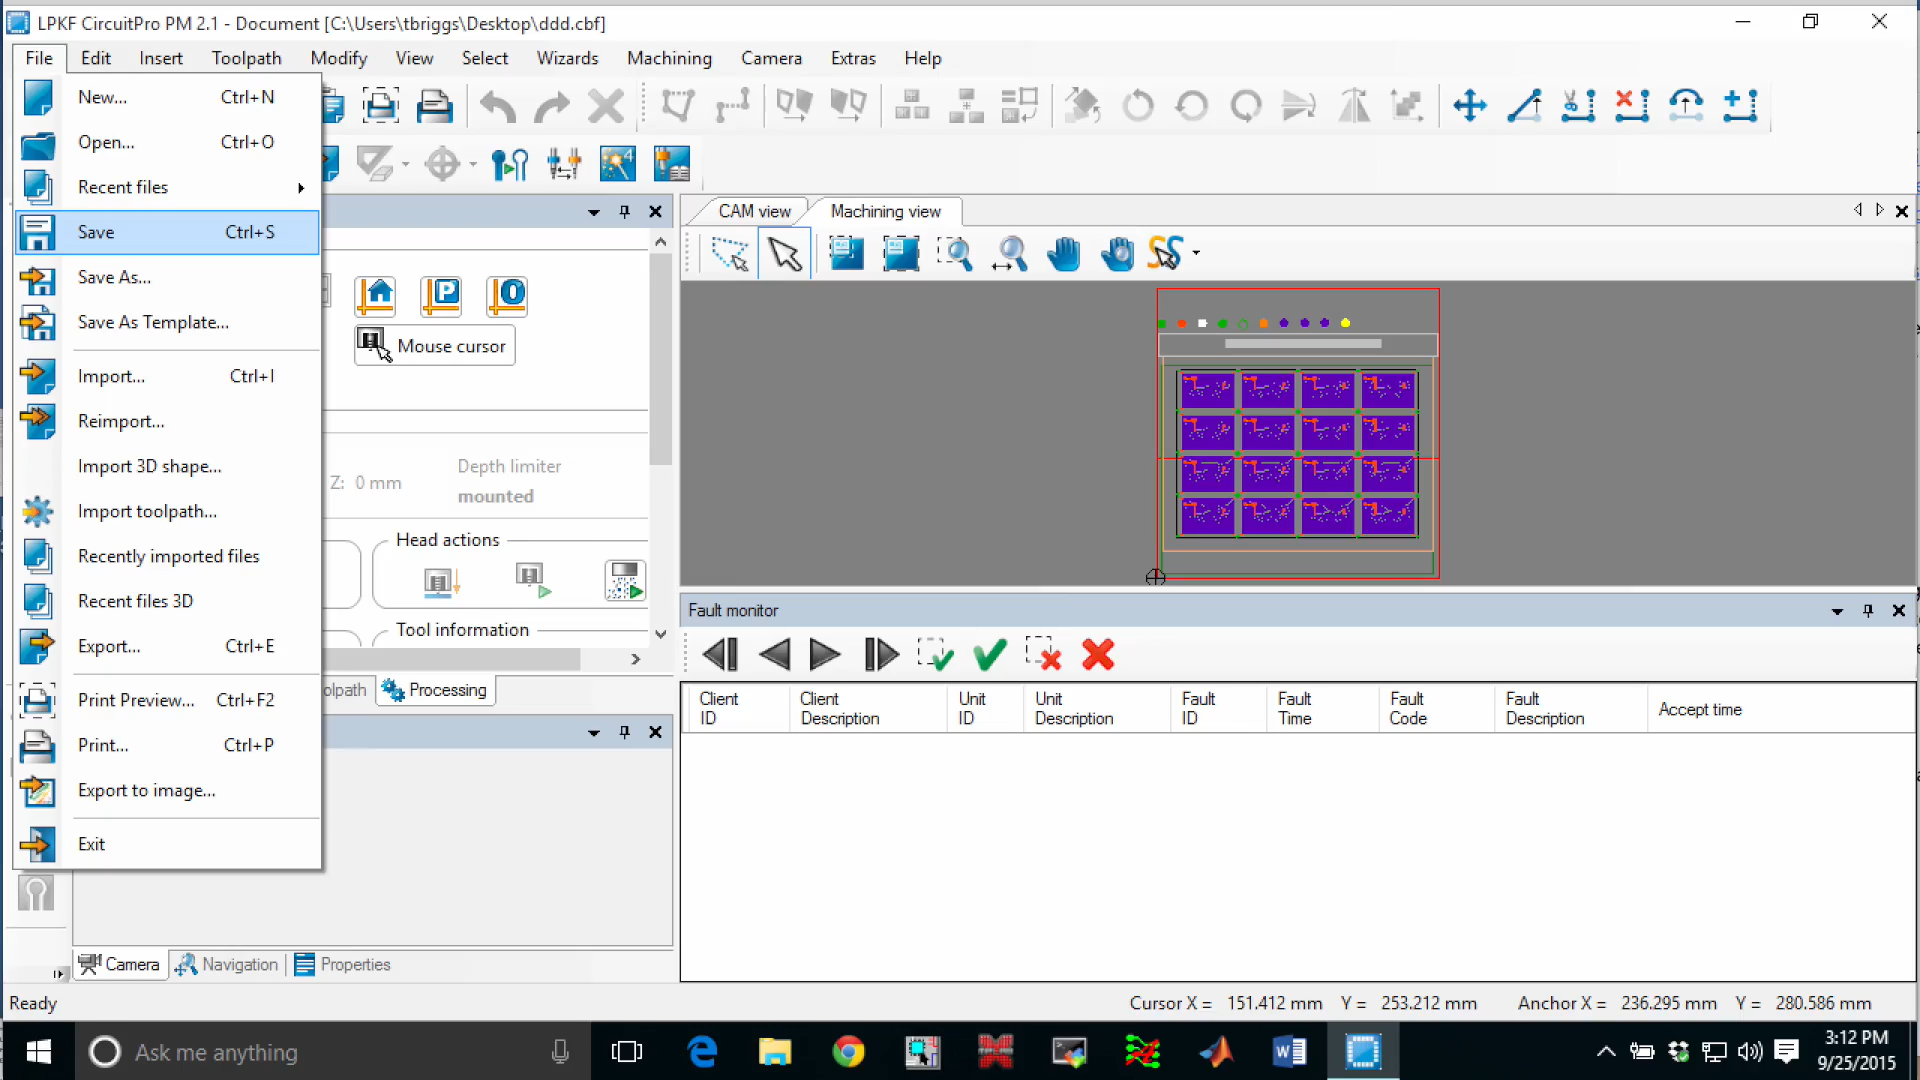 LPKF CircuitPro PM 2.1 - Document [C:\Users\tbriggs\Desktop\ddd.cbf]
File Edit Insert Toolpath Modify View Select Wizards Machining Camera Extras Help
New... Ctrl+N
Open... Ctrl+O
Recent files
Save Ctrl+S
Save As...
Save As Template...
Import... Ctrl+I
Reimport...
Import 3D shape...
Import toolpath...
Recently imported files
Recent files 3D
Export... Ctrl+E
Print Preview... Ctrl+F2
Print... Ctrl+P
Export to image...
Exit
Mouse cursor
Z: 0 mm
Depth limiter
mounted
Head actions
Tool information
olpath Processing
Camera Navigation Properties
CAM view Machining view
Fault monitor
Client ID
Client Description
Unit ID
Unit Description
Fault ID
Fault Time
Fault Code
Fault Description
Accept time
Ready
Cursor X = 151.412 mm Y = 253.212 mm Anchor X = 236.295 mm Y = 280.586 mm
Ask me anything
3:12 PM
9/25/2015